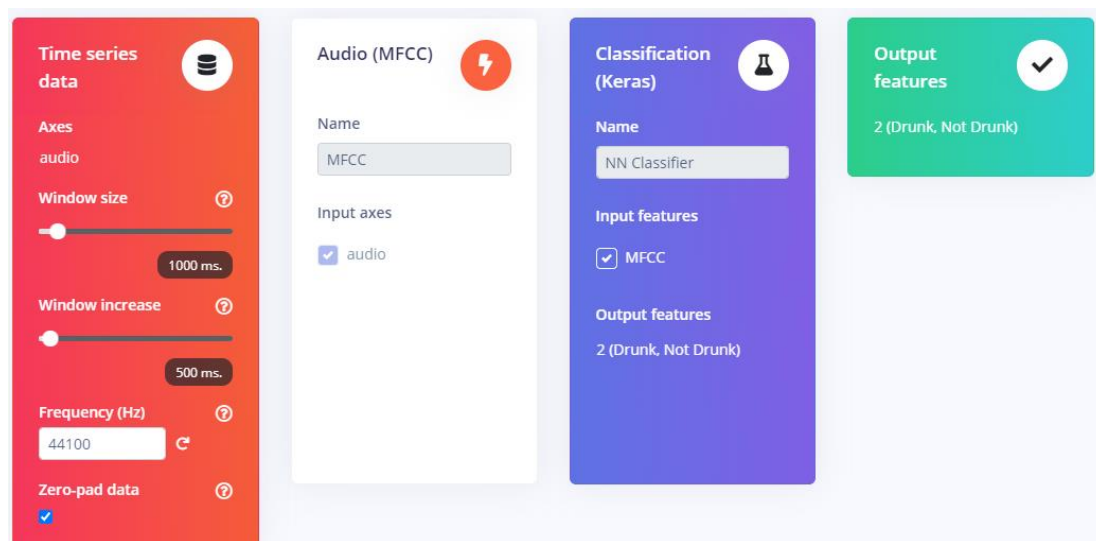 Time series
data
Axes
audio
Window size
1000 ms.
Window increase
500 ms.
Frequency (Hz)
44100
Zero-pad data
Audio (MFCC)
Name
MFCC
Input axes
audio
Classification
(Keras)
Name
NN Classifier
Input features
MFCC
Output features
2 (Drunk, Not Drunk)
Output
features
2 (Drunk, Not Drunk)